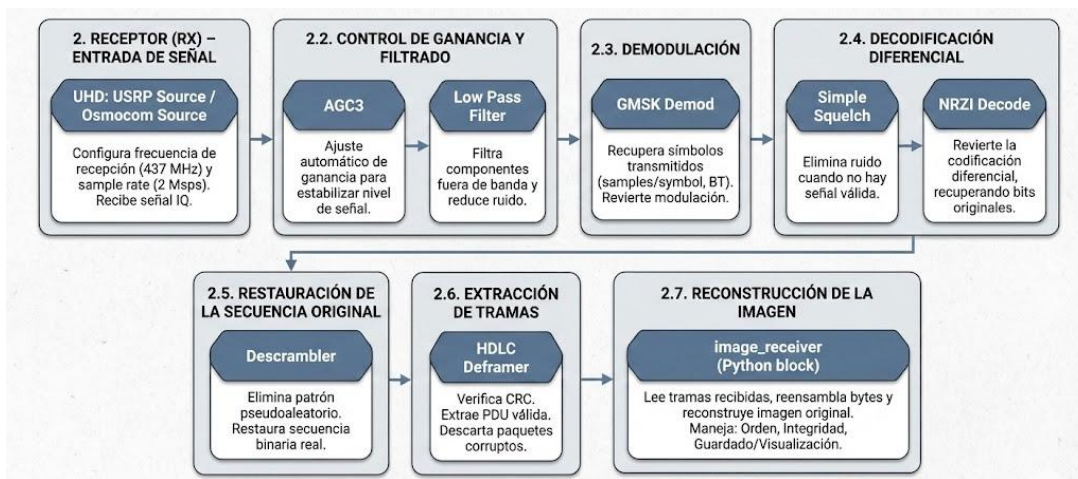 2. RECEPTOR (RX) –
ENTRADA DE SEÑAL
UHD: USRP Source /
Osmocom Source
Configura frecuencia de
recepción (437 MHz) y
sample rate (2 Msps).
Recibe señal IQ.
2.2. CONTROL DE GANANCIA Y
FILTRADO
AGC3
Ajuste
automático de
ganancia para
estabilizar nivel
de señal.
Low Pass
Filter
Filtra
componentes
fuera de banda y
reduce ruido.
2.3. DEMODULACIÓN
GMSK Demod
Recupera símbolos
transmitidos
(samples/symbol, BT).
Revierte modulación.
2.4. DECODIFICACIÓN
DIFERENCIAL
Simple
Squelch
Elimina ruido
cuando no hay
señal válida.
NRZI Decode
Revierte la
codificación
diferencial,
recuperando bits
originales.
2.5. RESTAURACIÓN DE
LA SECUENCIA ORIGINAL
Descrambler
Elimina patrón
pseudoaleatorio.
Restaura secuencia
binaria real.
2.6. EXTRACCIÓN
DE TRAMAS
HDLC
Deframer
Verifica CRC.
Extrae PDU válida.
Descarta paquetes
corruptos.
2.7. RECONSTRUCCIÓN DE LA
IMAGEN
image_receiver
(Python block)
Lee tramas recibidas, reensambla bytes y
reconstruye imagen original.
Maneja: Orden, Integridad,
Guardado/Visualización.